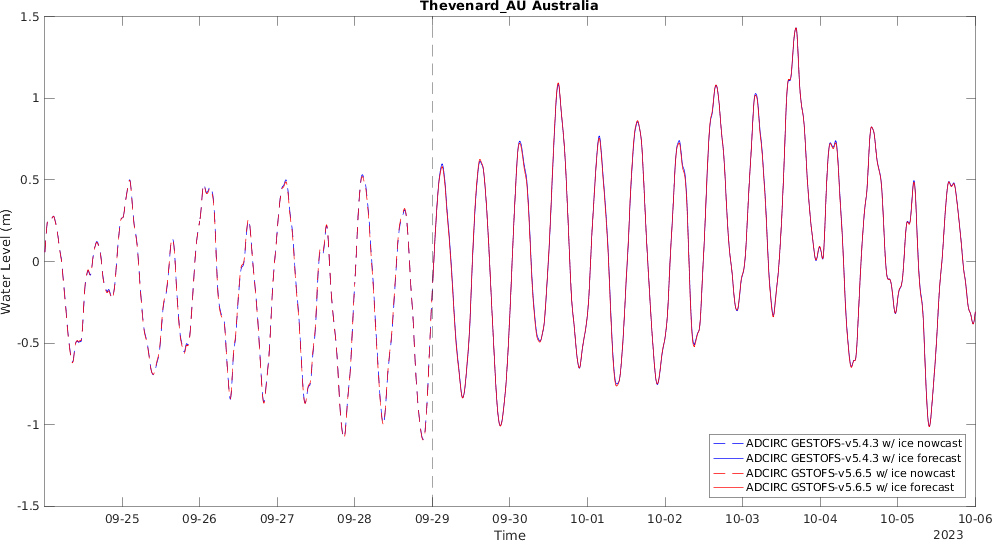 Thevenard_AU Australia
1.5
1
0.5
0
-0.5
-1
-1.5
Water Level (m)
09-25 09-26 09-27 09-28 09-29 09-30 10-01 10-02 10-03 10-04 10-05 10-06
Time
2023
ADCIRC GESTOFS-v5.4.3 w/ ice nowcast
ADCIRC GESTOFS-v5.4.3 w/ ice forecast
ADCIRC GSTOFS-v5.6.5 w/ ice nowcast
ADCIRC GSTOFS-v5.6.5 w/ ice forecast